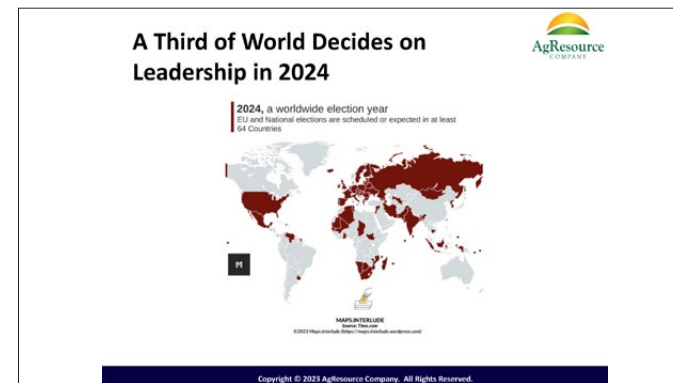 A Third of World Decides on
Leadership in 2024
AgResource
COMPANY
2024, a worldwide election year
EU and National elections are scheduled or expected in at least
64 Countries
M
MAPS.INTERLUDE
Source: Time.com
©2023 Maps.Interlude (https://maps.interlude.wordpress.com)
Copyright © 2023 AgResource Company. All Rights Reserved.